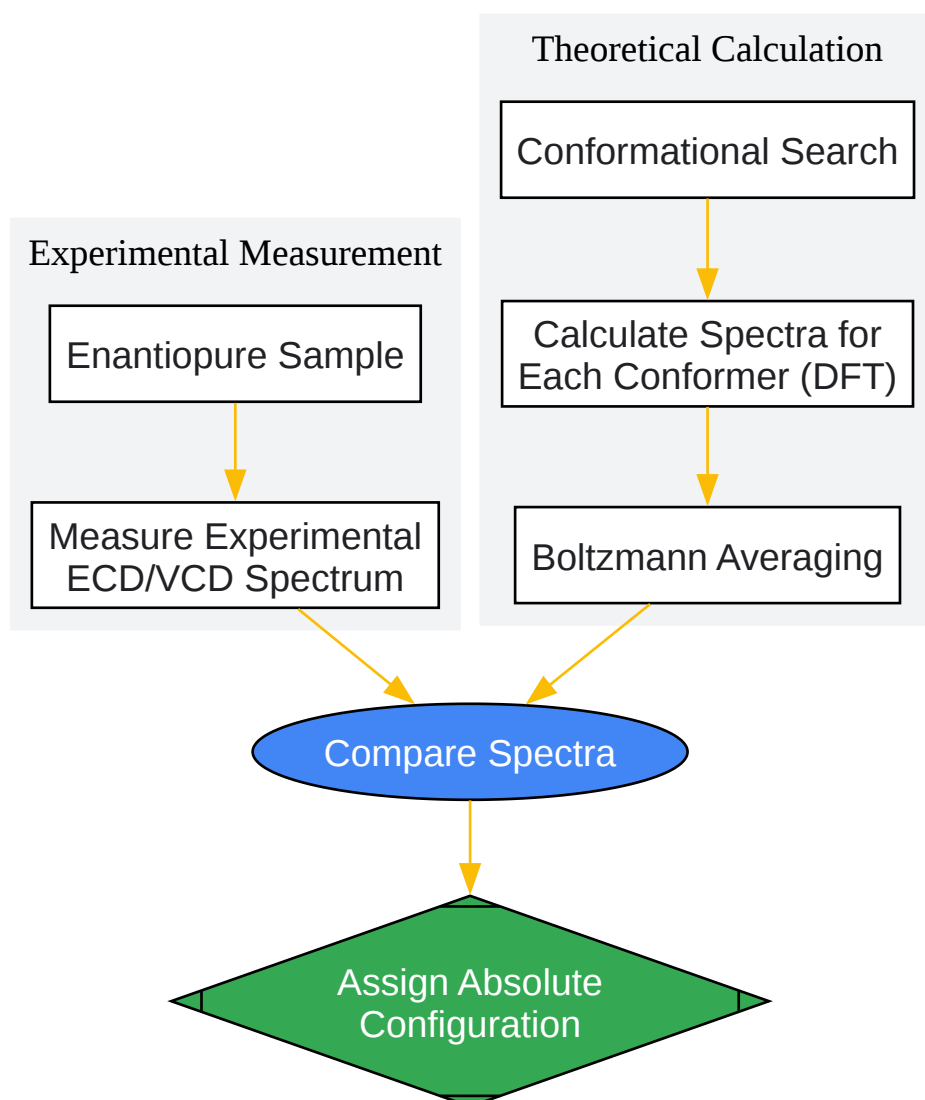 Theoretical Calculation
Conformational Search
Calculate Spectra for
Each Conformer (DFT)
Boltzmann Averaging
Experimental Measurement
Enantiopure Sample
Measure Experimental
ECD/VCD Spectrum
Compare Spectra
Assign Absolute
Configuration